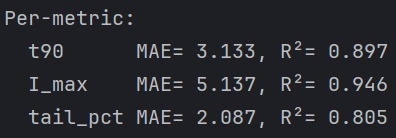 Per-metric:
  t90      MAE= 3.133, R²= 0.897
  I_max    MAE= 5.137, R²= 0.946
  tail_pct MAE= 2.087, R²= 0.805